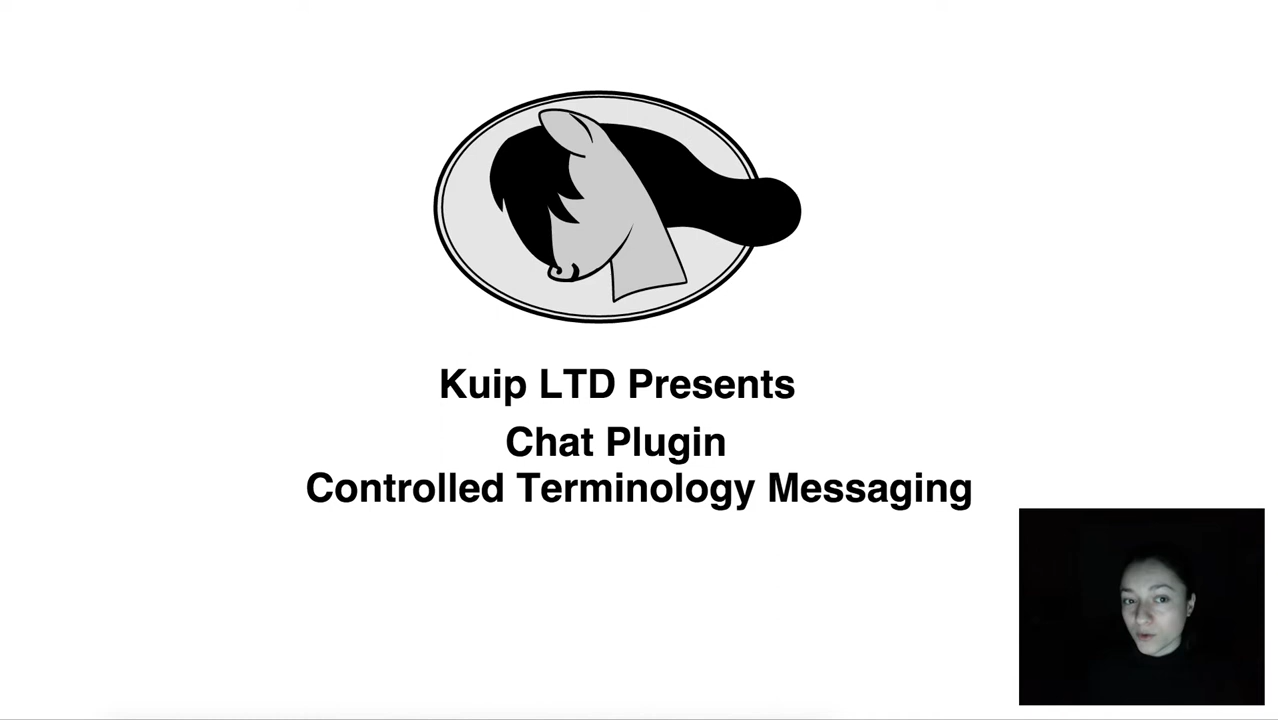 Kuip LTD Presents
Chat Plugin
Controlled Terminology Messaging